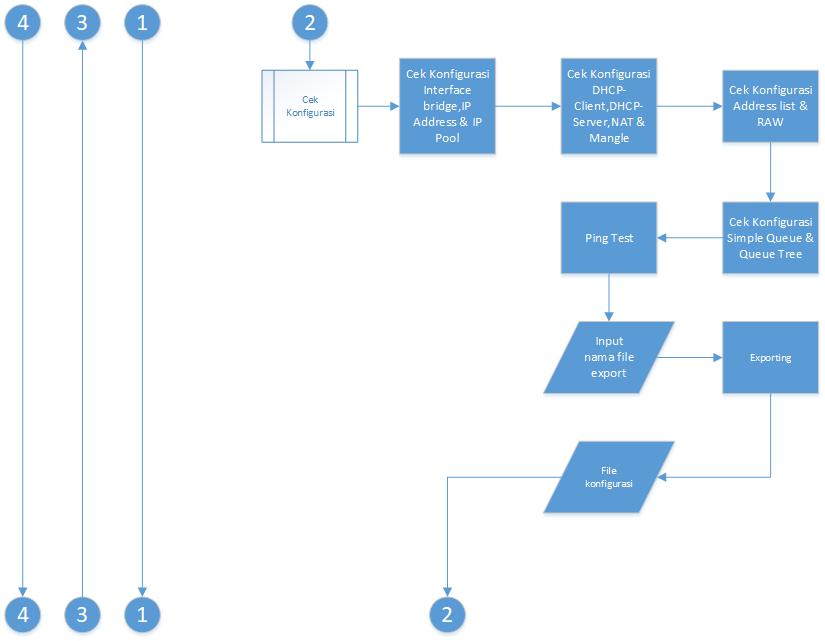 4
3
1
2
Cek
Konfigurasi
Cek Konfigurasi
Interface
bridge,IP
Address & IP
Pool
Cek Konfigurasi
DHCP-
Client,DHCP-
Server,NAT &
Mangle
Cek Konfigurasi
Address list &
RAW
Cek Konfigurasi
Simple Queue &
Queue Tree
Ping Test
Input
nama file
export
Exporting
File
konfigurasi
4
3
1
2